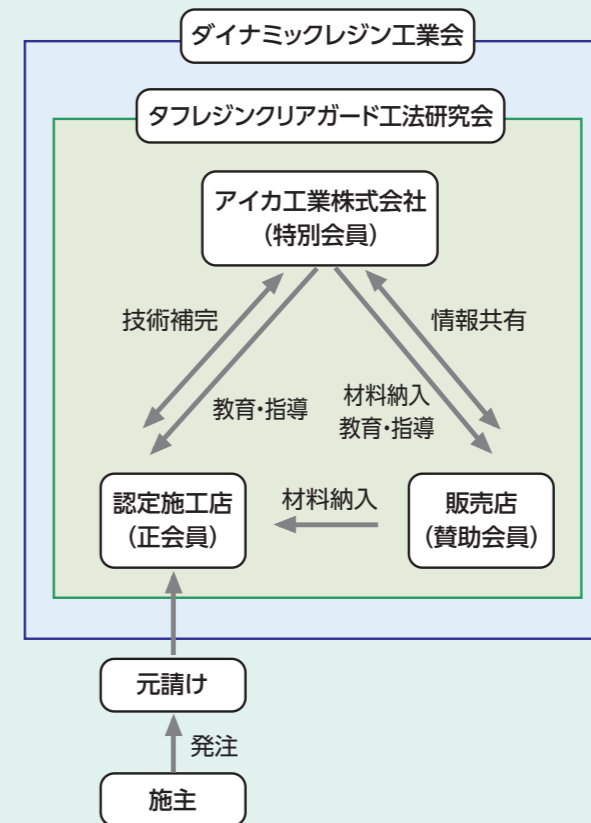 ダイナミックレジン工業会
タフレジンクリアガード工法研究会
アイカ工業株式会社
(特別会員)
技術補完
情報共有
教育・指導
材料納入
教育・指導
認定施工店
(正会員)
材料納入
販売店
(賛助会員)
元請け
発注
施主